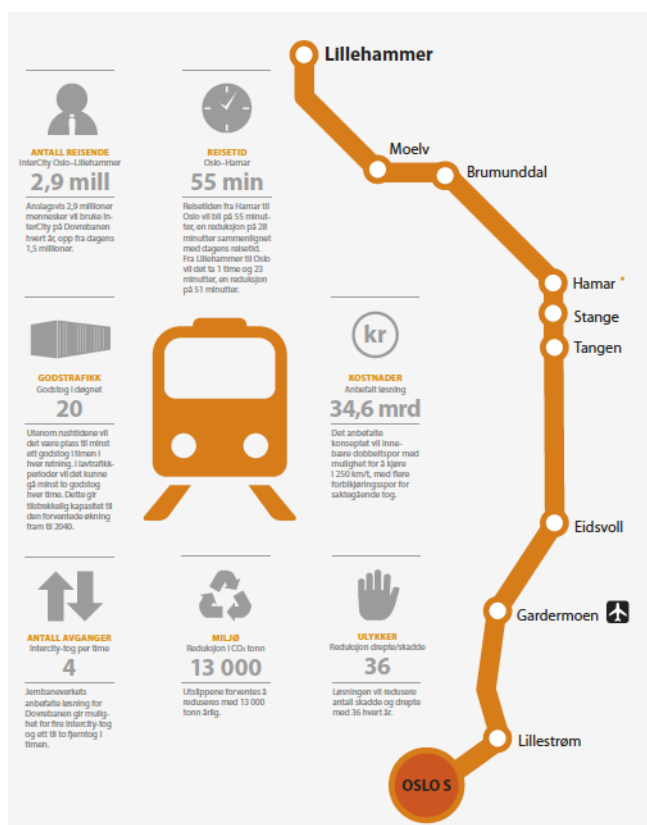 Lillehammer
Moelv
Brumunddal
Hamar *
Stange
Tangen
Eidsvoll
Gardermoen
Lillestrøm
OSLO S
ANTALL REISENDE
InterCity Oslo–Lillehammer
2,9 mill
Anslagsvis 2,9 millioner
mennesker vil bruke In-
terCity på Dovrebanen
hvert år, opp fra dagens
1,5 millioner.
REISETID
Oslo–Hamar
55 min
Reisetiden fra Hamar til
Oslo vil bli på 55 minut-
ter, en reduksjon på 28
minutter sammenlignet
med dagens reisetid.
Fra Lillehammer til Oslo
vil det ta 1 time og 23
minutter, en reduksjon
på 51 minutter.
GODSTRAFIKK
Godstog i døgnet
20
Utenom rushtidene vil
det være plass til minst
ett godstog i timen i
hver retning. I lavtrafikk-
perioder vil det kunne
gå minst to godstog
hver time. Dette gir
tilstrekkelig kapasitet til
den forventede økning
fram til 2040.
kr
KOSTNADER
Anbefalt løsning
34,6 mrd
Det anbefalte
konseptet vil inne-
bære dobbeltspor med
mulighet for å kjøre
i 250 km/t, med flere
forbikjøringsspor for
saktegående tog.
ANTALL AVGANGER
Intercity-tog per time
4
Jernbaneverkets
anbefalte løsning for
Dovrebanen gir mulig-
het for fire Intercity-tog
og ett til to fjerntog i
timen.
MILJØ
Reduksjon i CO₂ tonn
13 000
Utslippene forventes å
reduseres med 13 000
tonn årlig.
ULYKKER
Reduksjon drepte/skadde
36
Løsningen vil redusere
antall skadde og drepte
med 36 hvert år.